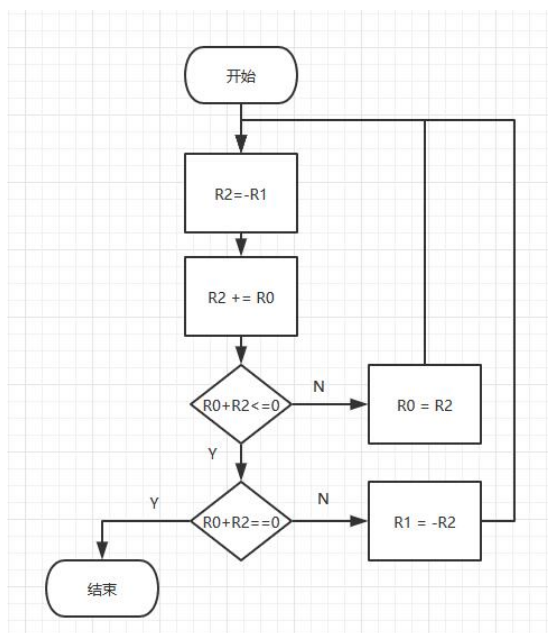 开始
R2=-R1
R2 += R0
R0+R2<=0
N
R0 = R2
Y
R0+R2==0
Y
N
R1 = -R2
结束